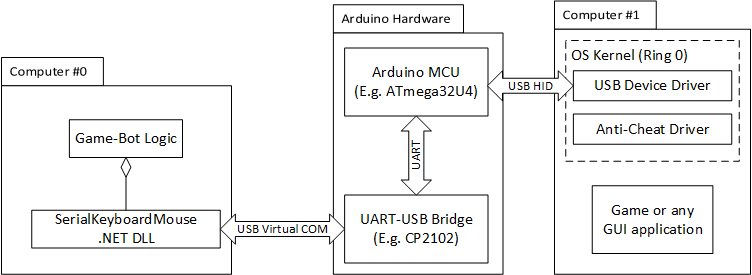 Computer #0
Game-Bot Logic
SerialKeyboardMouse
.NET DLL
USB Virtual COM
Arduino Hardware
Arduino MCU
(E.g. ATmega32U4)
UART
UART-USB Bridge
(E.g. CP2102)
USB HID
Computer #1
OS Kernel (Ring 0)
USB Device Driver
Anti-Cheat Driver
Game or any
GUI application